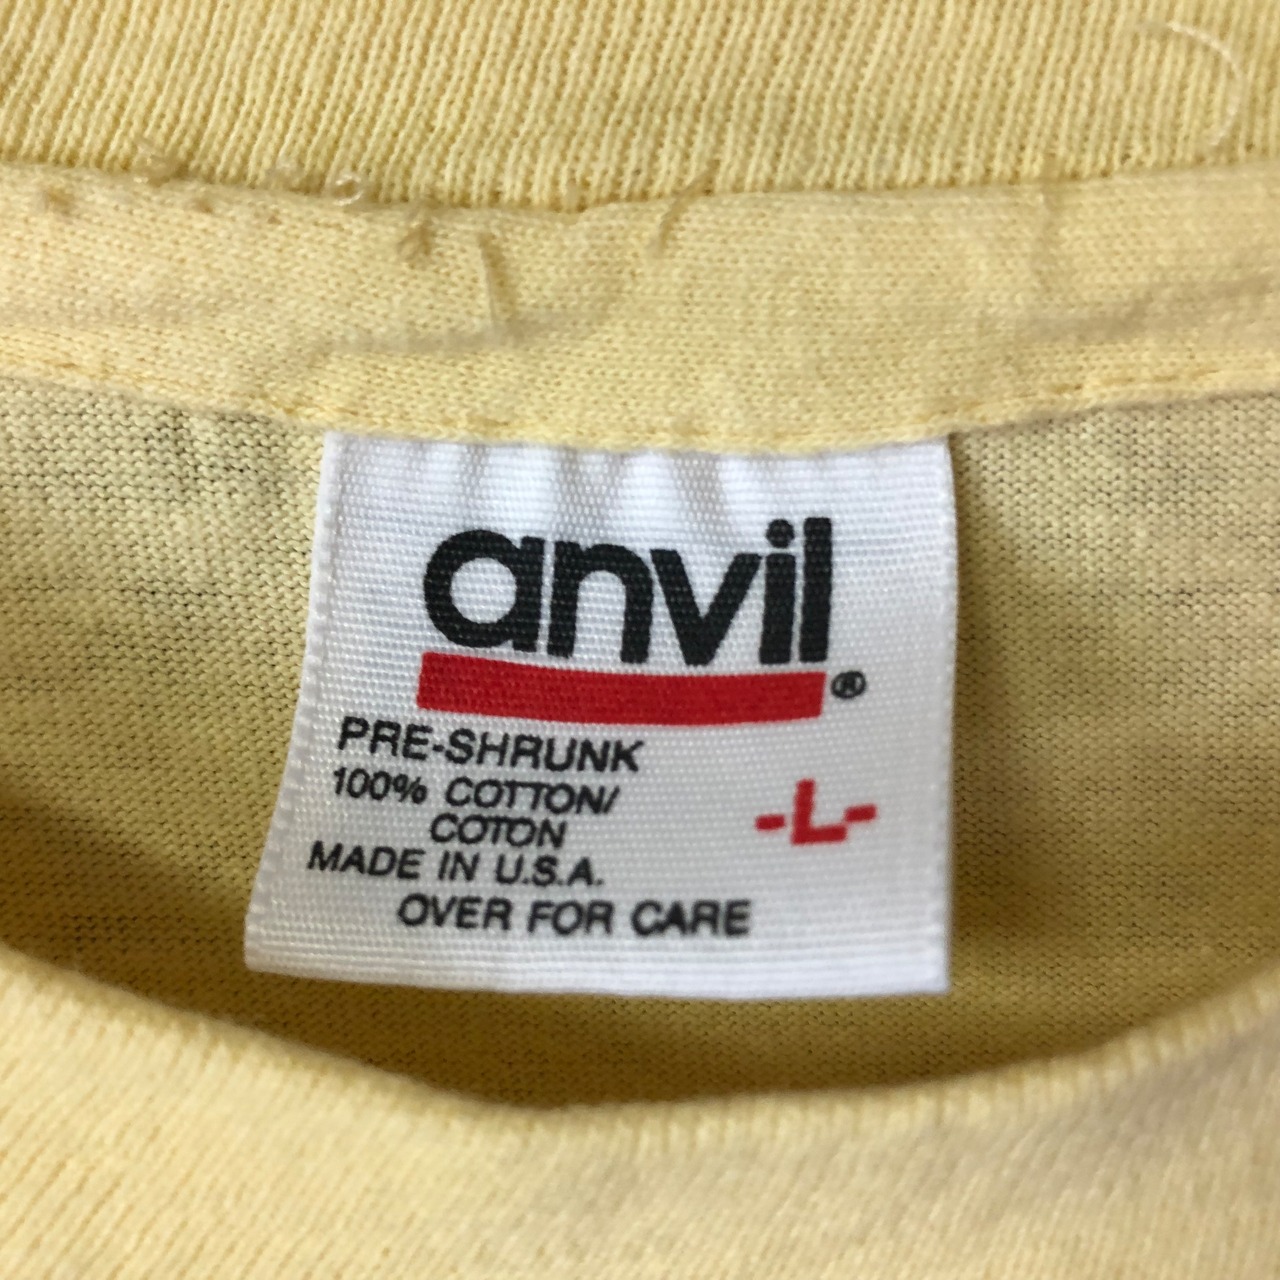 anvil®
PRE-SHRUNK
100% COTTON/
COTON
-L-
MADE IN U.S.A.
OVER FOR CARE